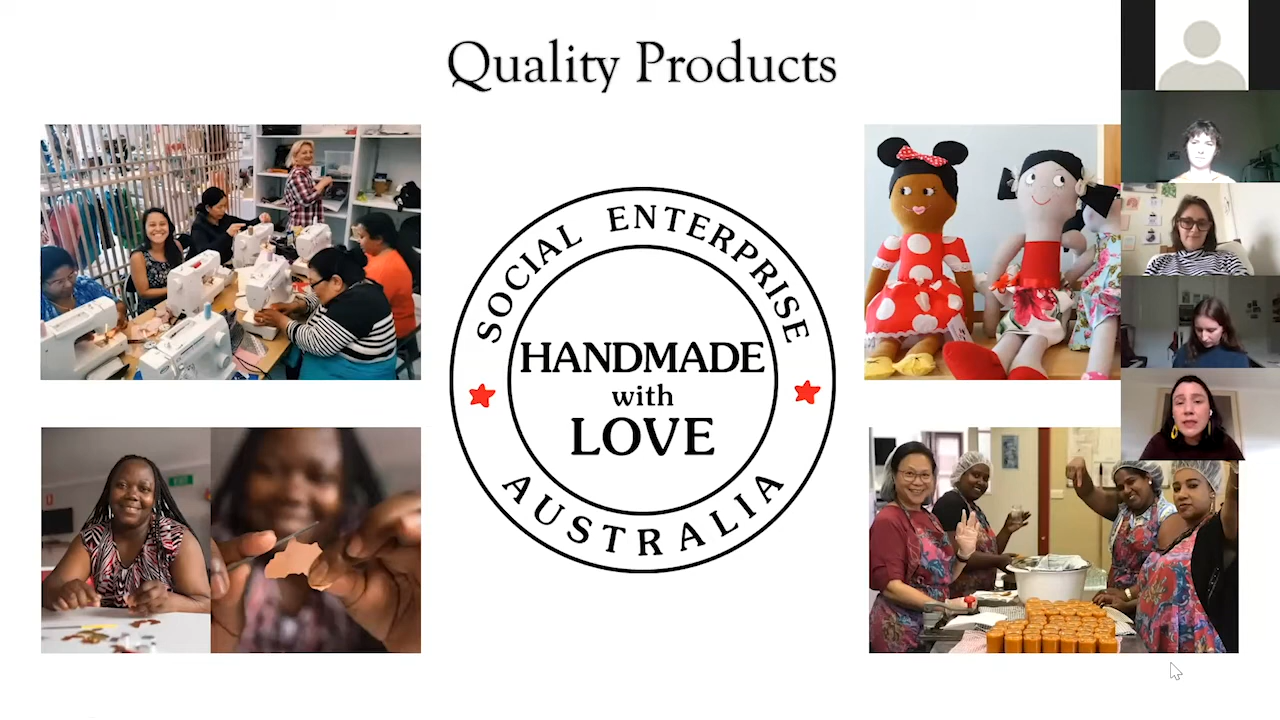 Quality Products
SOCIAL ENTERPRISE
HANDMADE
with
LOVE
AUSTRALIA